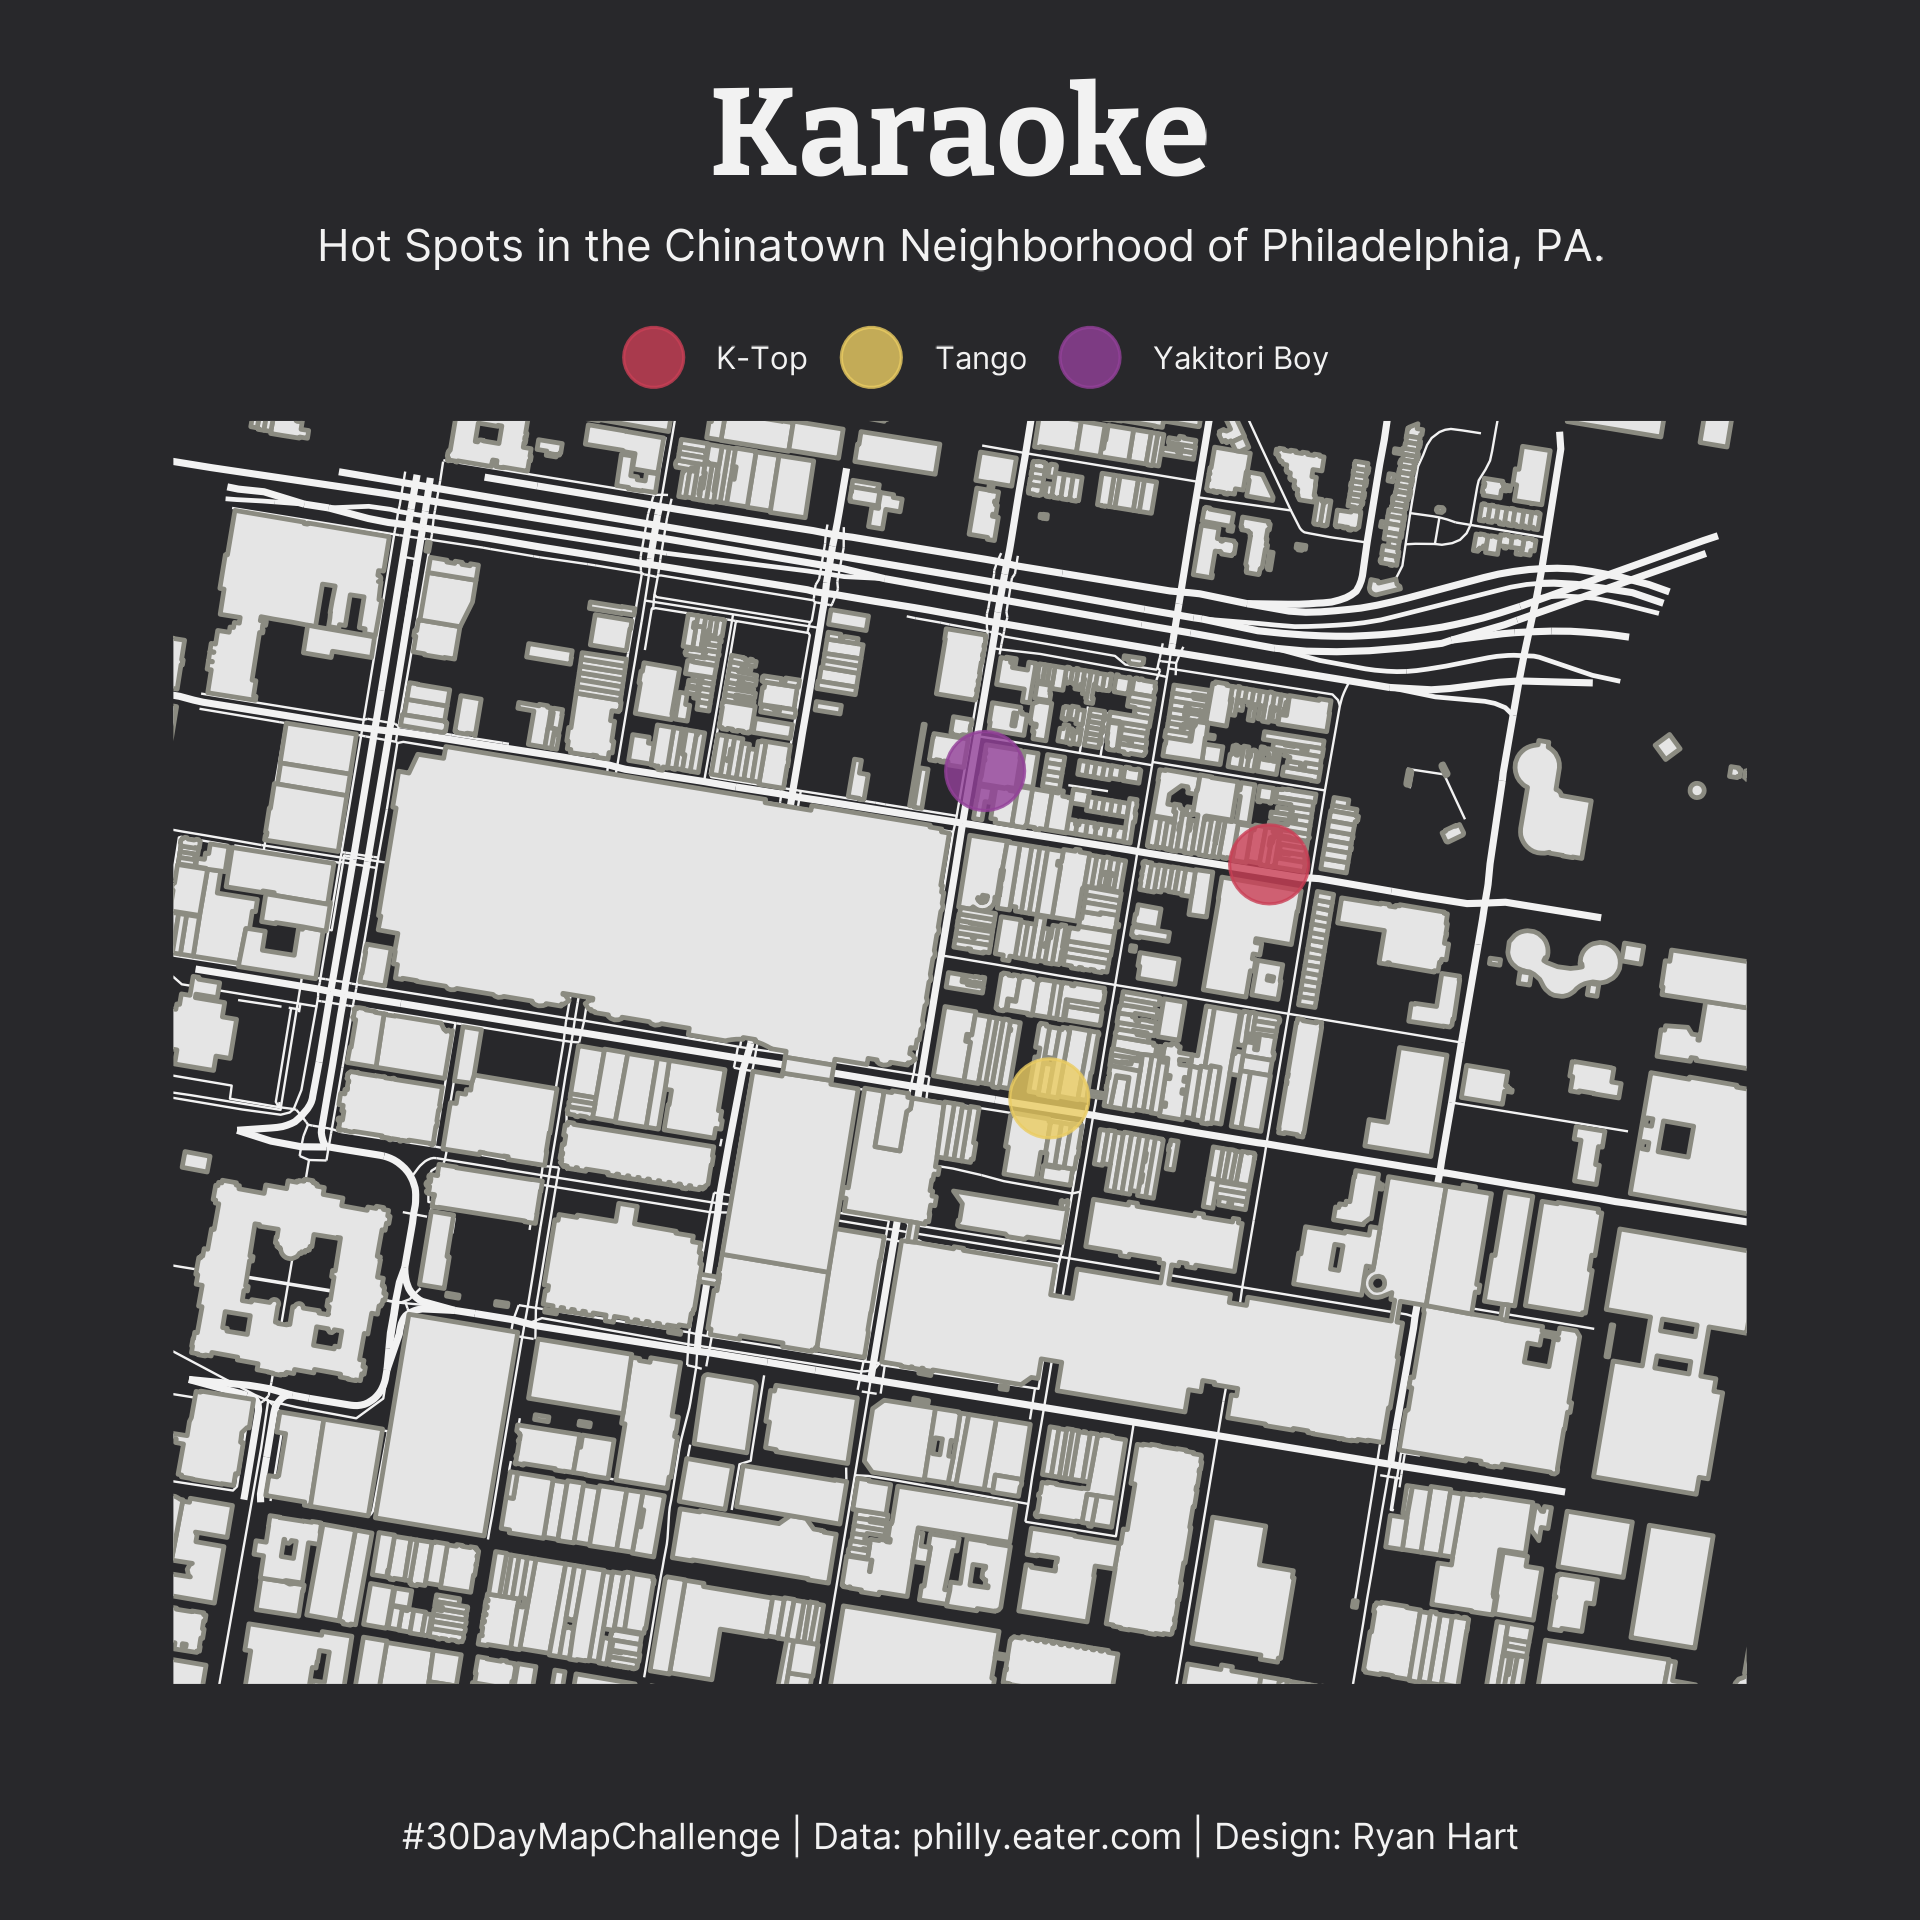 Karaoke
Hot Spots in the Chinatown Neighborhood of Philadelphia, PA.
K-Top Tango Yakitori Boy
#30DayMapChallenge | Data: philly.eater.com | Design: Ryan Hart